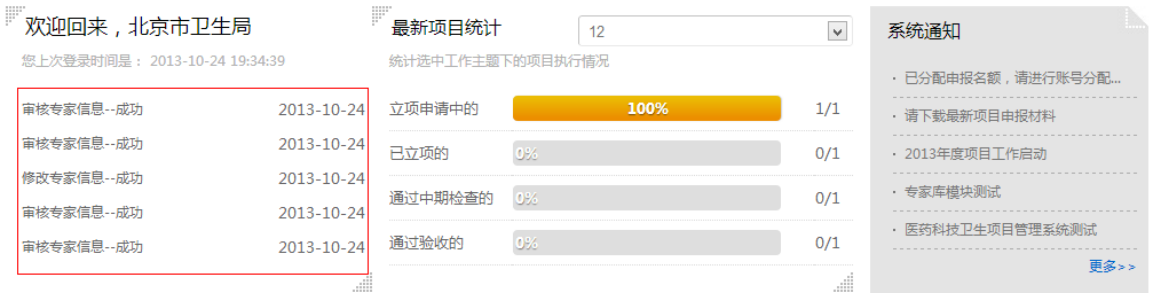 欢迎回来，北京市卫生局
您上次登录时间是： 2013-10-24 19:34:39
审核专家信息--成功 2013-10-24
审核专家信息--成功 2013-10-24
修改专家信息--成功 2013-10-24
审核专家信息--成功 2013-10-24
审核专家信息--成功 2013-10-24
最新项目统计 12
统计选中工作主题下的项目执行情况
立项申请中的 100% 1/1
已立项的 0% 0/1
通过中期检查的 0% 0/1
通过验收的 0% 0/1
系统通知
· 已分配申报名额，请进行账号分配...
· 请下载最新项目申报材料
· 2013年度项目工作启动
· 专家库模块测试
· 医药科技卫生项目管理系统测试
更多>>